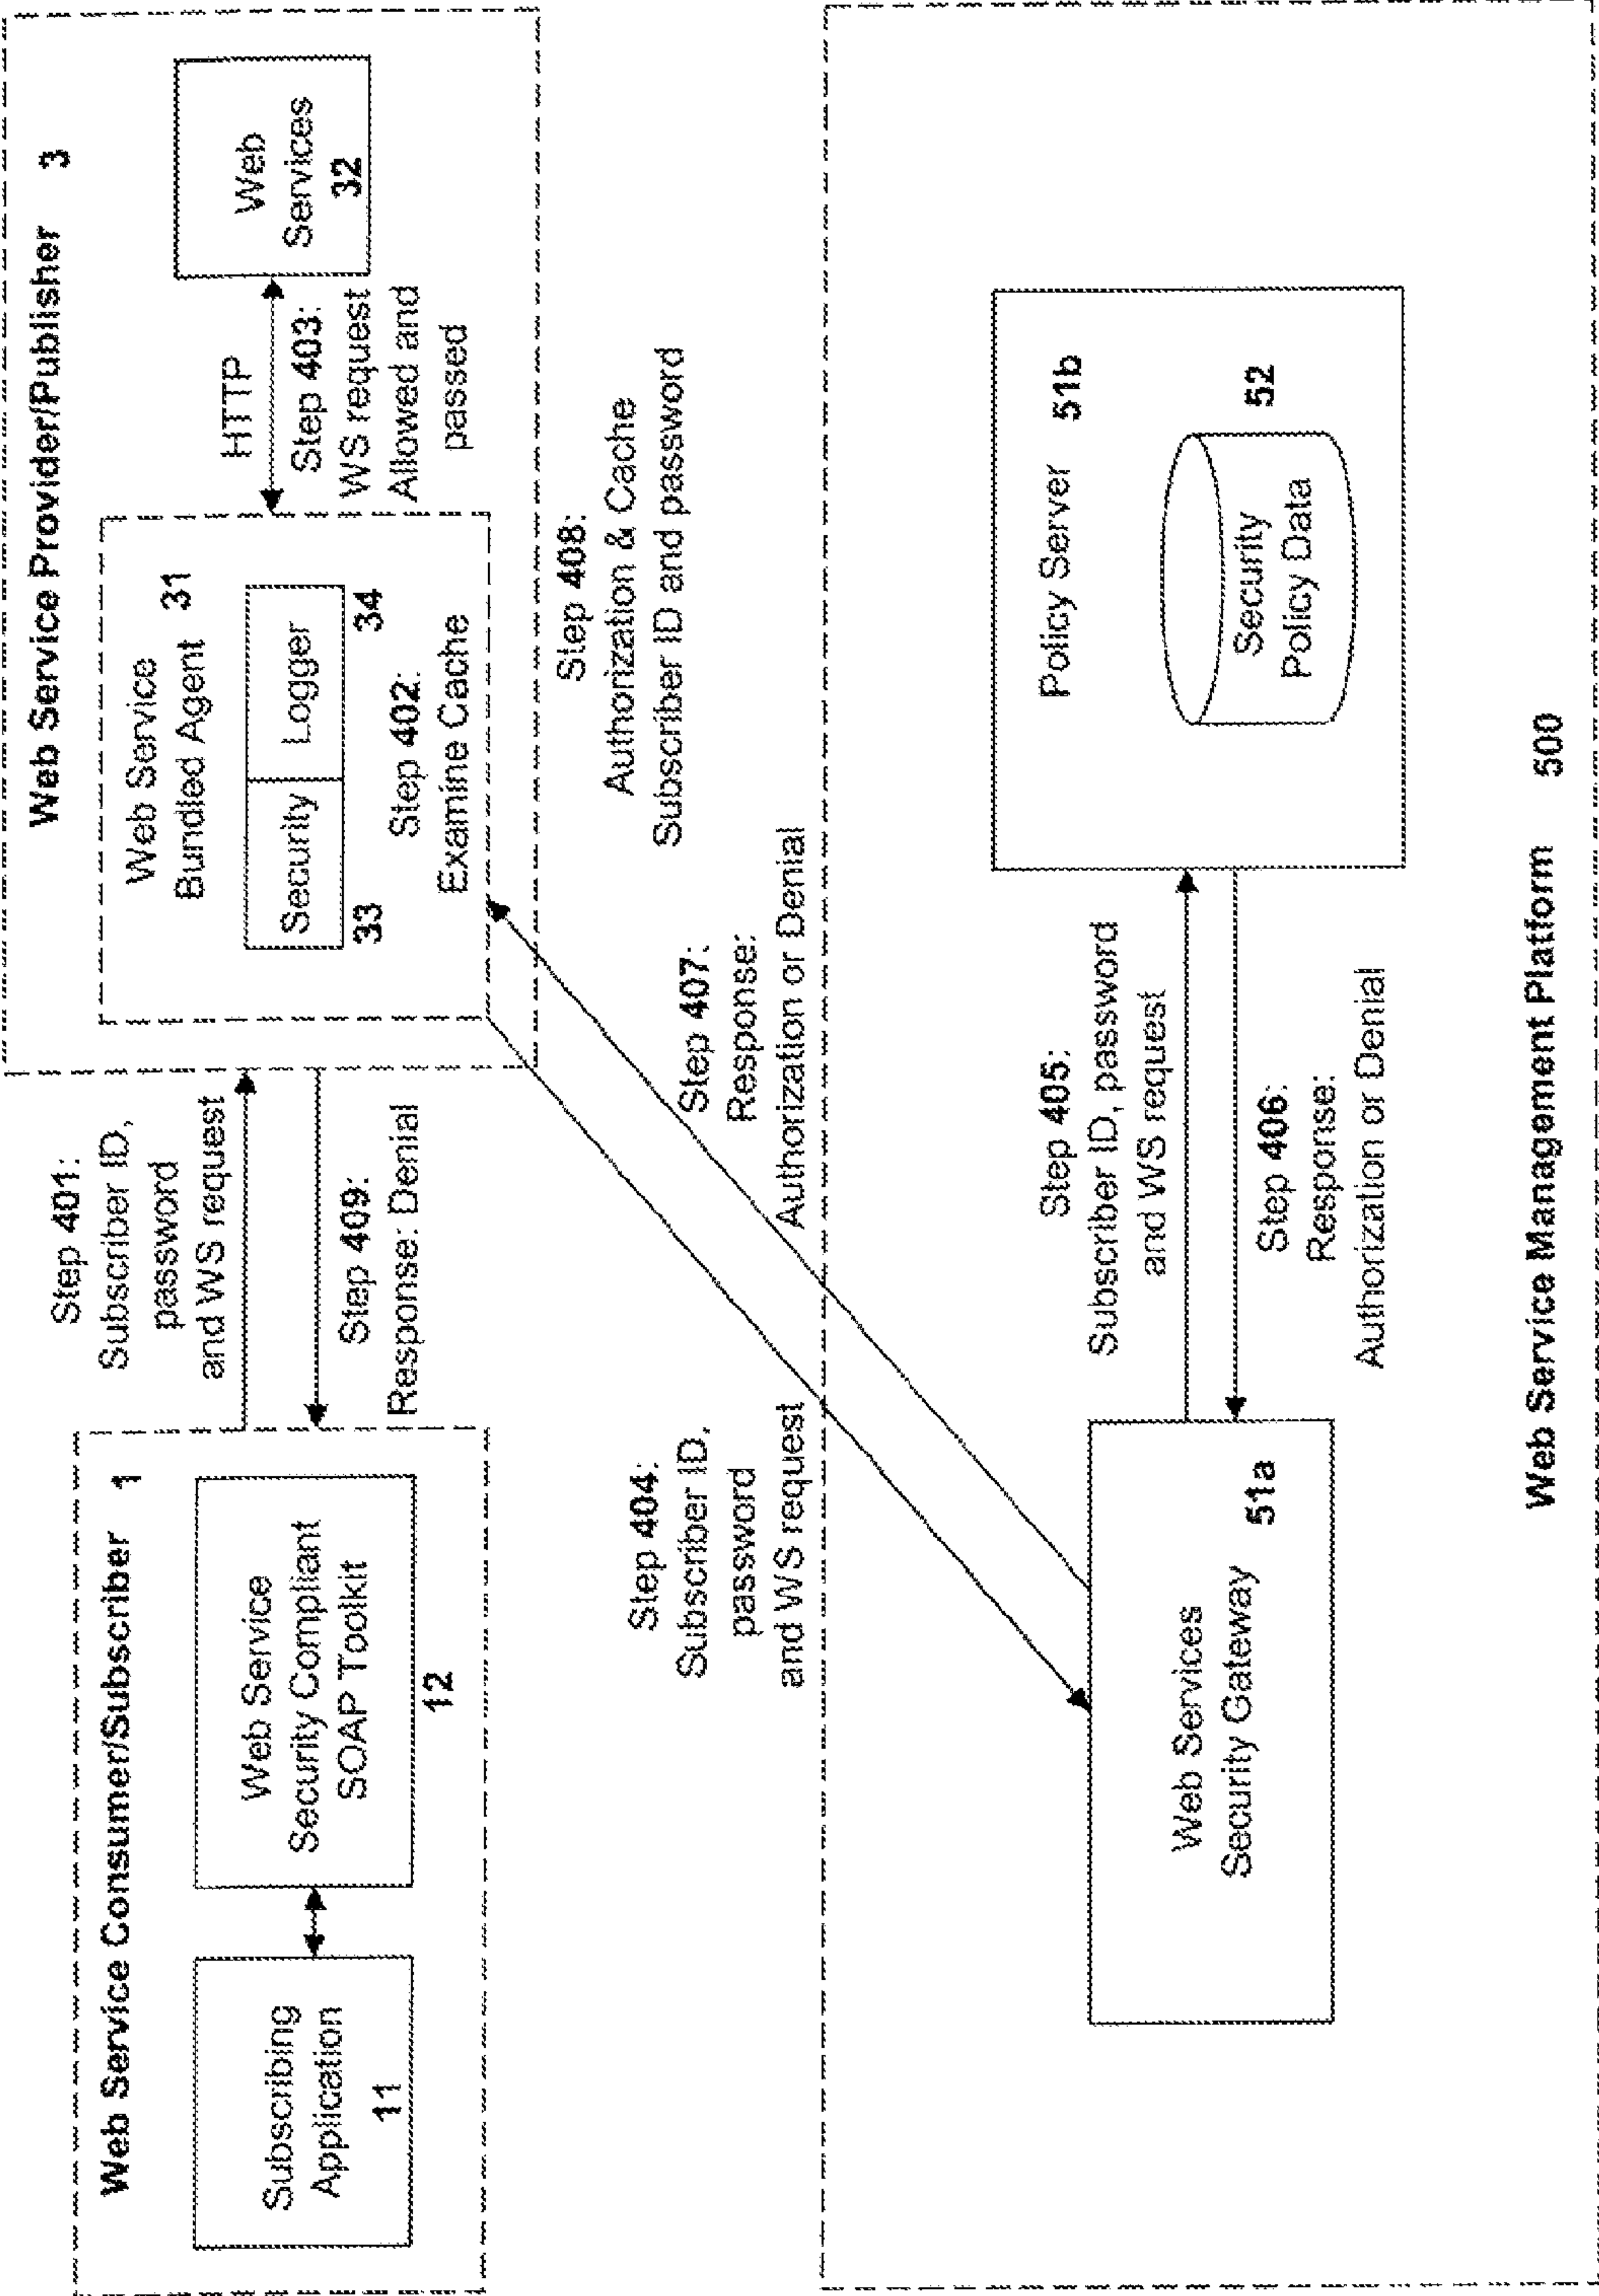 Web Service Consumer/Subscriber 1
Subscribing
Application
11
Web Service
Security Compliant
SOAP Toolkit
12
Step 401:
Subscriber ID,
password
and WS request
Step 409:
Response: Denial
Web Service Provider/Publisher 3
Web Service
Bundled Agent 31
Security
Logger
33
34
Step 402:
Examine Cache
HTTP
Step 403:
WS request
Allowed and
passed
Web
Services
32
Step 404:
Subscriber ID,
password
and WS request
Step 407:
Response:
Authorization or Denial
Step 408:
Authorization & Cache
Subscriber ID and password
Web Services
Security Gateway
51a
Step 405:
Subscriber ID, password
and WS request
Step 406:
Response:
Authorization or Denial
Policy Server 51b
Security
Policy Data
52
Web Service Management Platform 500